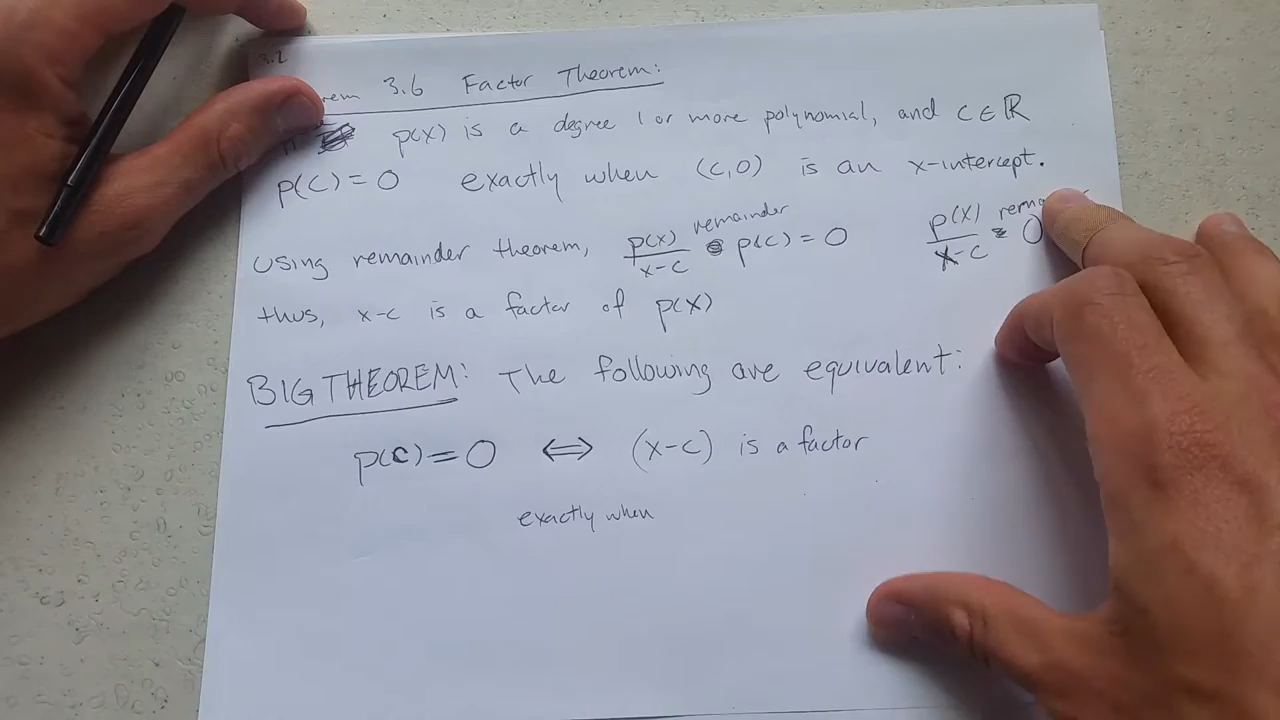 3.2
rem 3.6 Factor Theorem:
p(x) is a degree 1 or more polynomial, and c∈ℝ
p(c)=0 exactly when (c,0) is an x-intercept.
Using remainder theorem, p(x)/x-c remainder p(c)=0 p(x)/x-c 0
thus, x-c is a factor of p(x)
BIG THEOREM: The following are equivalent:
p(c)=0 ⟺ (x-c) is a factor
exactly when